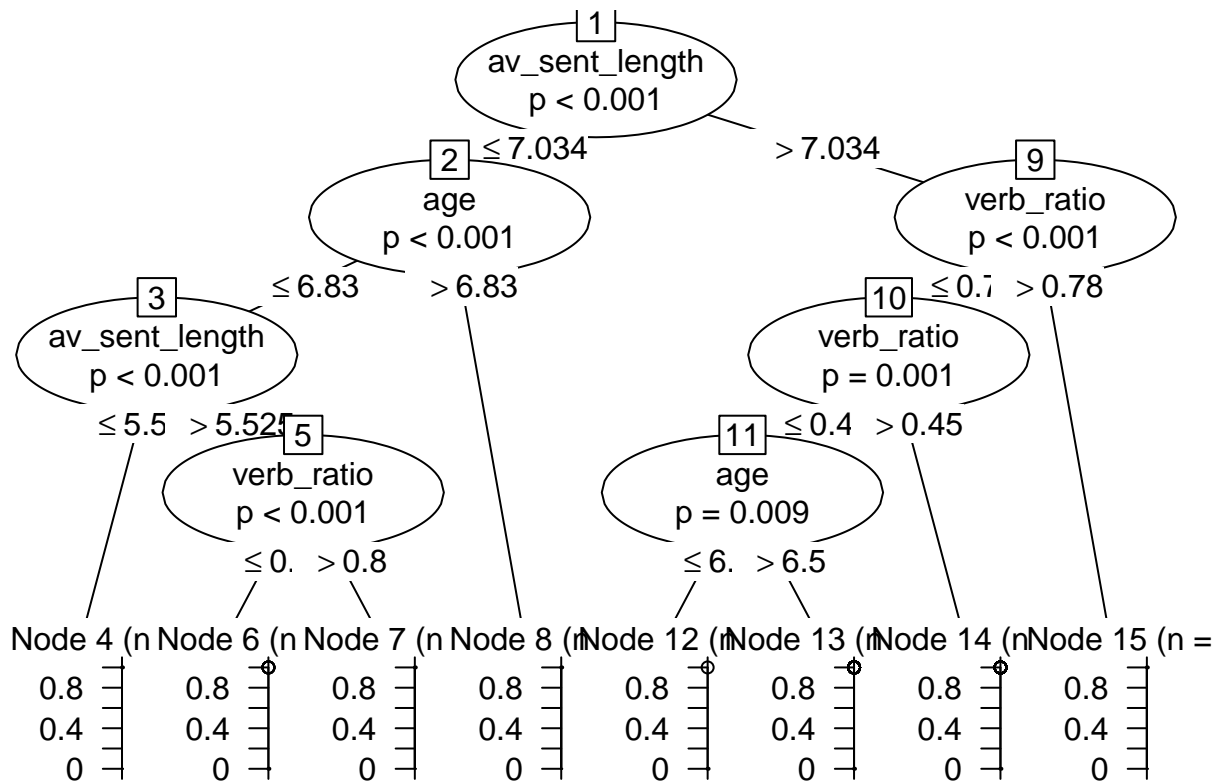 1
av_sent_length
p < 0.001
≤ 7.034 > 7.034
2 9
age verb_ratio
p < 0.001 p < 0.001
≤ 6.83 > 6.83 ≤ 0.7 > 0.78
3 10
av_sent_length verb_ratio
p < 0.001 p = 0.001
≤ 5.5 > 5.525 ≤ 0.4 > 0.45
5 11
verb_ratio age
p < 0.001 p = 0.009
≤ 0. > 0.8 ≤ 6. > 6.5
Node 4 (n Node 6 (n Node 7 (n Node 8 (n Node 12 (n Node 13 (n Node 14 (n Node 15 (n =
0.8 0.8 0.8 0.8 0.8 0.8 0.8 0.8
0.4 0.4 0.4 0.4 0.4 0.4 0.4 0.4
0 0 0 0 0 0 0 0